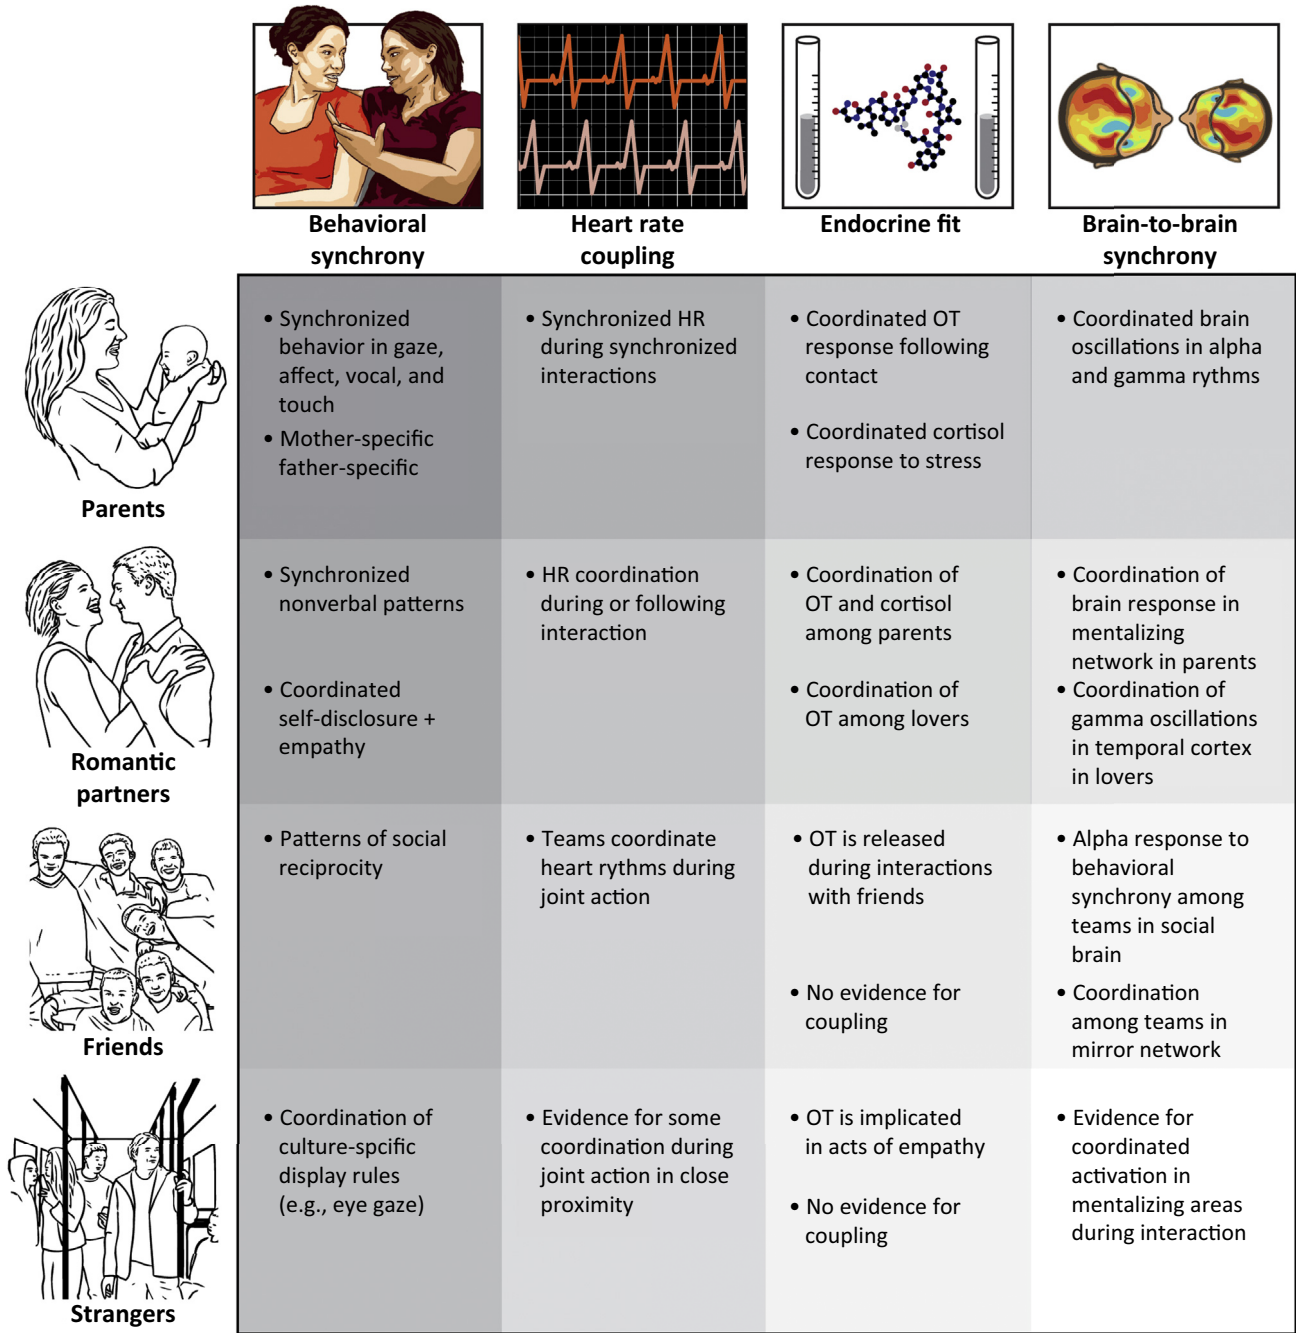 Behavioral
synchrony
Heart rate
coupling
Endocrine fit
Brain-to-brain
synchrony
Parents
• Synchronized
behavior in gaze,
affect, vocal, and
touch
• Mother-specific
father-specific
• Synchronized HR
during synchronized
interactions
• Coordinated OT
response following
contact
• Coordinated cortisol
response to stress
• Coordinated brain
oscillations in alpha
and gamma rythms
Romantic
partners
• Synchronized
nonverbal patterns
• Coordinated
self-disclosure +
empathy
• HR coordination
during or following
interaction
• Coordination of
OT and cortisol
among parents
• Coordination of
OT among lovers
• Coordination of
brain response in
mentalizing
network in parents
• Coordination of
gamma oscillations
in temporal cortex
in lovers
Friends
• Patterns of social
reciprocity
• Teams coordinate
heart rythms during
joint action
• OT is released
during interactions
with friends
• No evidence for
coupling
• Alpha response to
behavioral
synchrony among
teams in social
brain
• Coordination
among teams in
mirror network
Strangers
• Coordination of
culture-spcific
display rules
(e.g., eye gaze)
• Evidence for some
coordination during
joint action in close
proximity
• OT is implicated
in acts of empathy
• No evidence for
coupling
• Evidence for
coordinated
activation in
mentalizing areas
during interaction